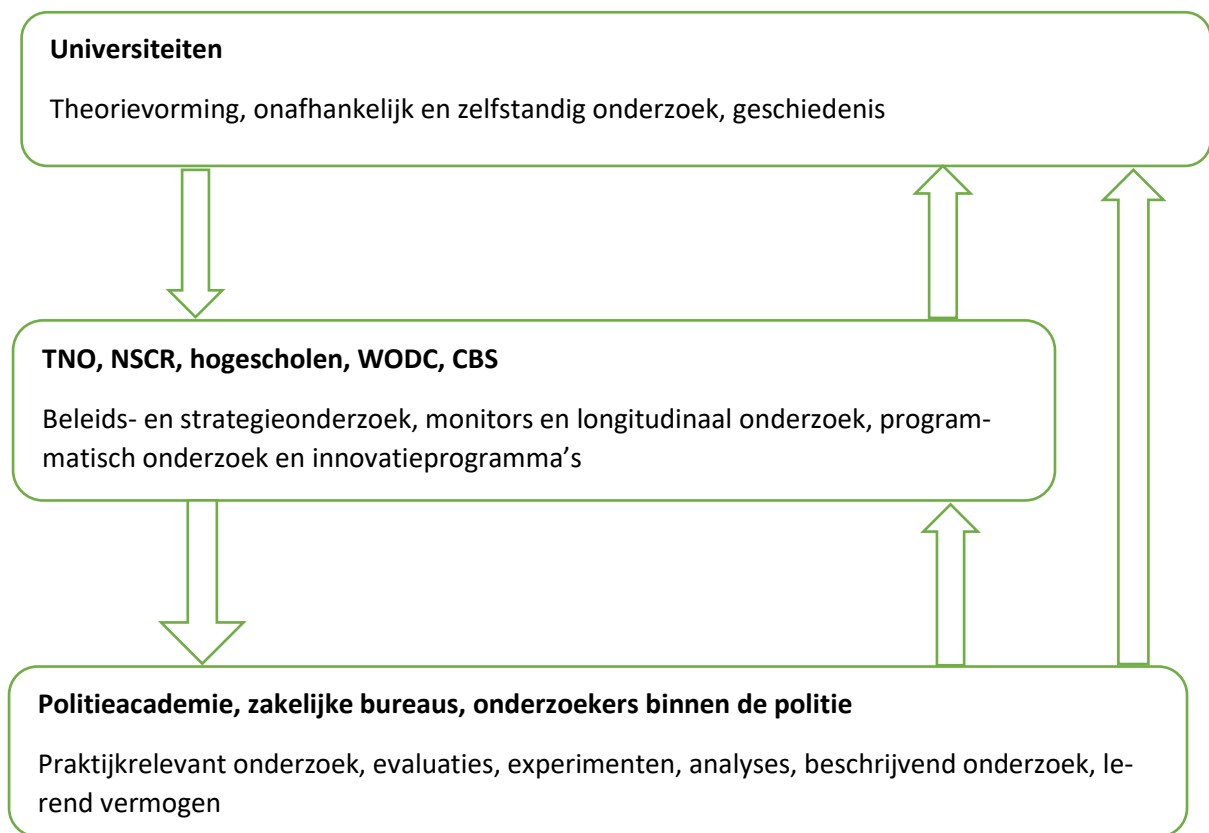 Universiteiten
Theorievorming, onafhankelijk en zelfstandig onderzoek, geschiedenis
TNO, NSCR, hogescholen, WODC, CBS
Beleids- en strategieonderzoek, monitors en longitudinaal onderzoek, program-
matisch onderzoek en innovatieprogramma’s
Politieacademie, zakelijke bureaus, onderzoekers binnen de politie
Praktijkrelevant onderzoek, evaluaties, experimenten, analyses, beschrijvend onderzoek, le-
rend vermogen